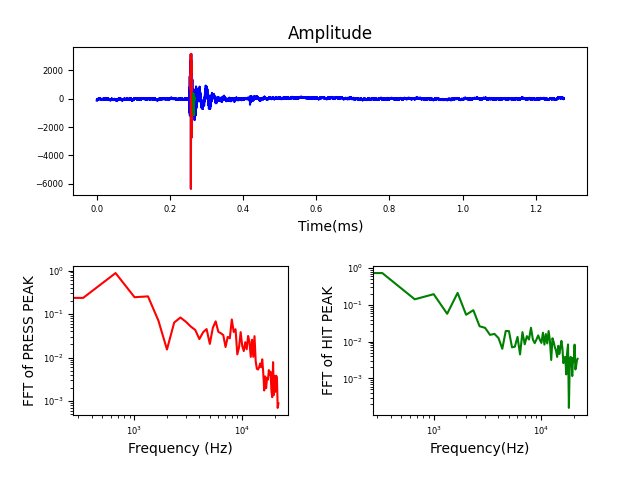 Amplitude
2000
0
−2000
−4000
−6000
0.0 0.2 0.4 0.6 0.8 1.0 1.2
Time(ms)
FFT of PRESS PEAK
10⁰
10⁻¹
10⁻²
10⁻³
10³ 10⁴
Frequency (Hz)
FFT of HIT PEAK
10⁰
10⁻¹
10⁻²
10⁻³
10³ 10⁴
Frequency(Hz)